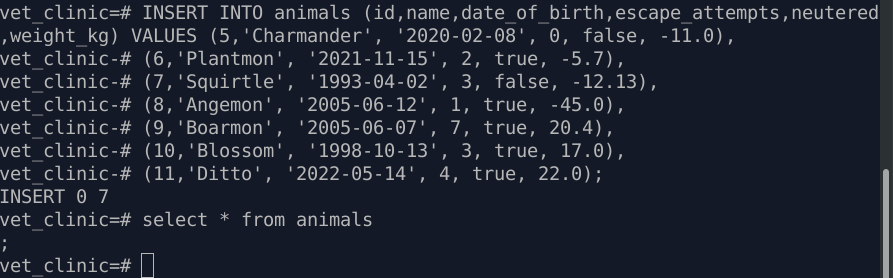 vet_clinic=# INSERT INTO animals (id,name,date_of_birth,escape_attempts,neutered
,weight_kg) VALUES (5,'Charmander', '2020-02-08', 0, false, -11.0),
vet_clinic-# (6,'Plantmon', '2021-11-15', 2, true, -5.7),
vet_clinic-# (7,'Squirtle', '1993-04-02', 3, false, -12.13),
vet_clinic-# (8,'Angemon', '2005-06-12', 1, true, -45.0),
vet_clinic-# (9,'Boarmon', '2005-06-07', 7, true, 20.4),
vet_clinic-# (10,'Blossom', '1998-10-13', 3, true, 17.0),
vet_clinic-# (11,'Ditto', '2022-05-14', 4, true, 22.0);
INSERT 0 7
vet_clinic=# select * from animals
;
vet_clinic=#